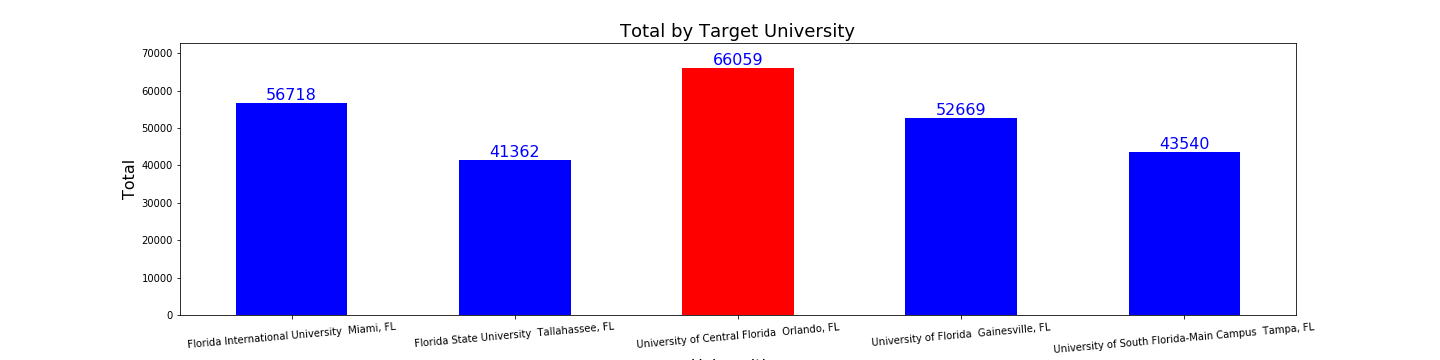 Total by Target University
70000
60000
50000
40000
30000
20000
10000
0
Total
56718
41362
66059
52669
43540
Florida International University  Miami, FL
Florida State University  Tallahassee, FL
University of Central Florida  Orlando, FL
University of Florida  Gainesville, FL
University of South Florida-Main Campus  Tampa, FL